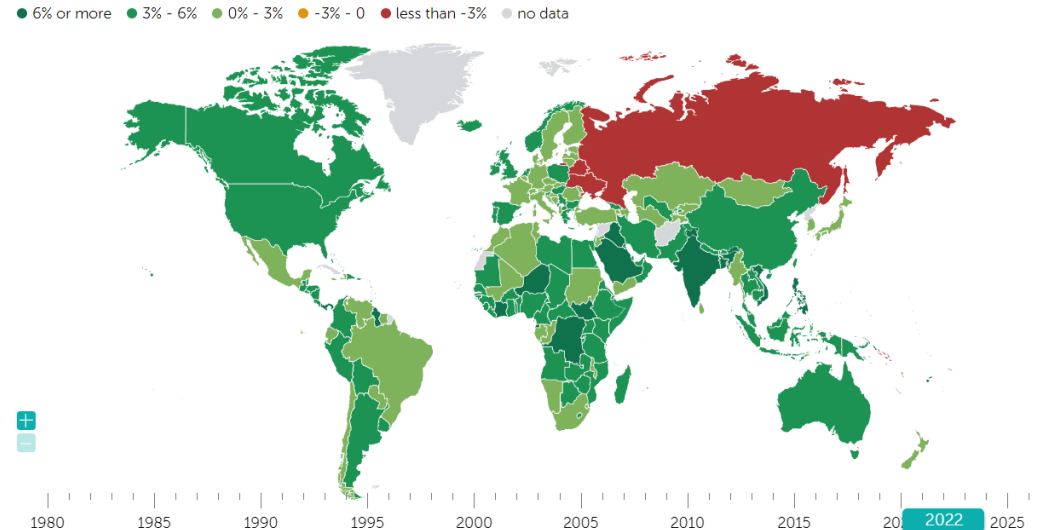 6% or more 3% - 6% 0% - 3% -3% - 0 less than -3% no data
+
−
1980 1985 1990 1995 2000 2005 2010 2015 2022 2025